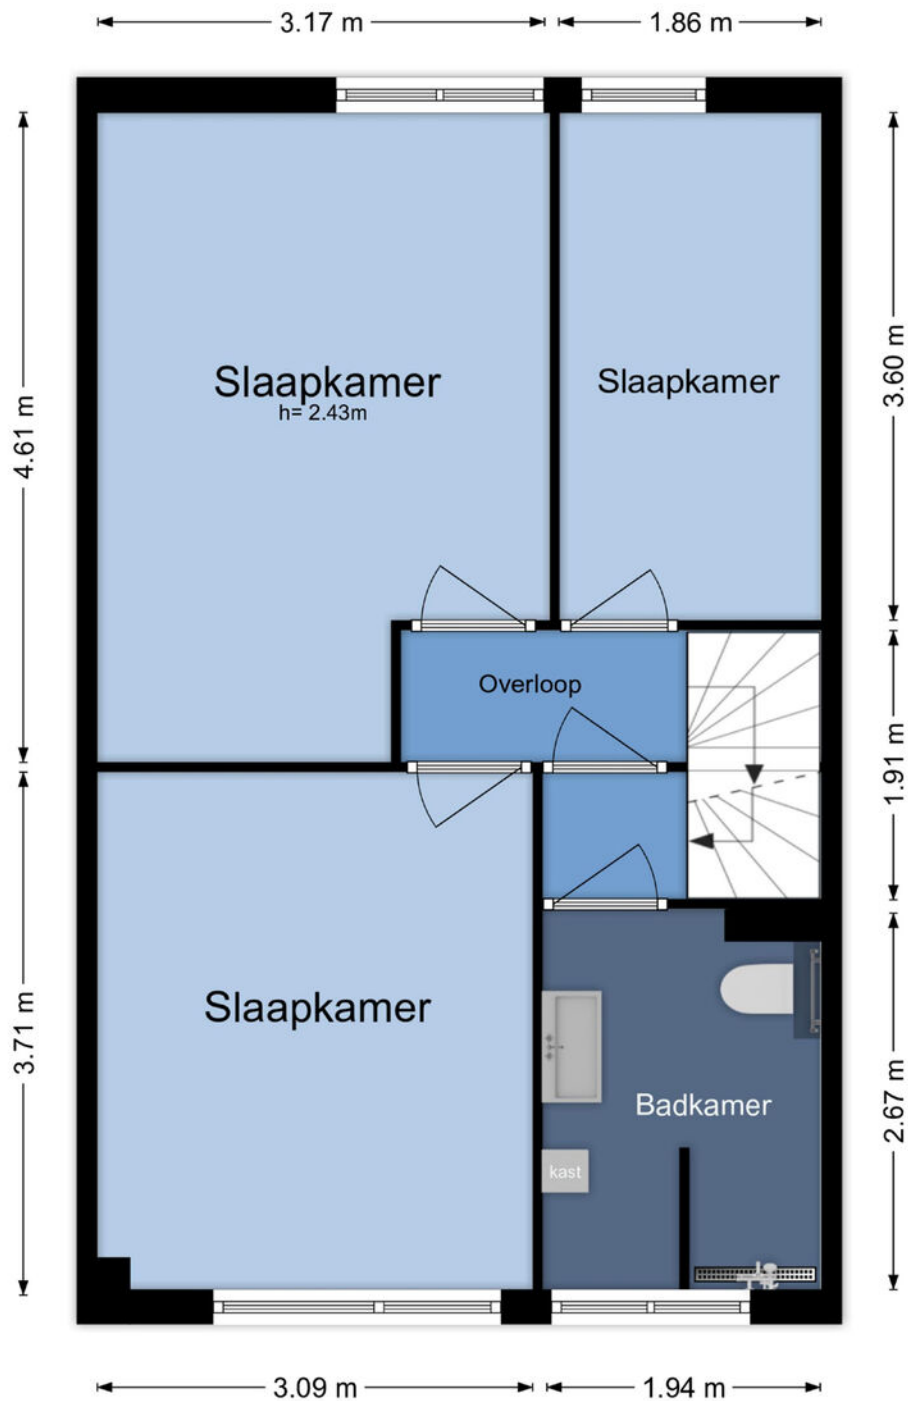 3.17 m
1.86 m
4.61 m
3.60 m
Slaapkamer
h= 2.43m
Slaapkamer
Overloop
1.91 m
3.71 m
Slaapkamer
2.67 m
Badkamer
kast
3.09 m
1.94 m